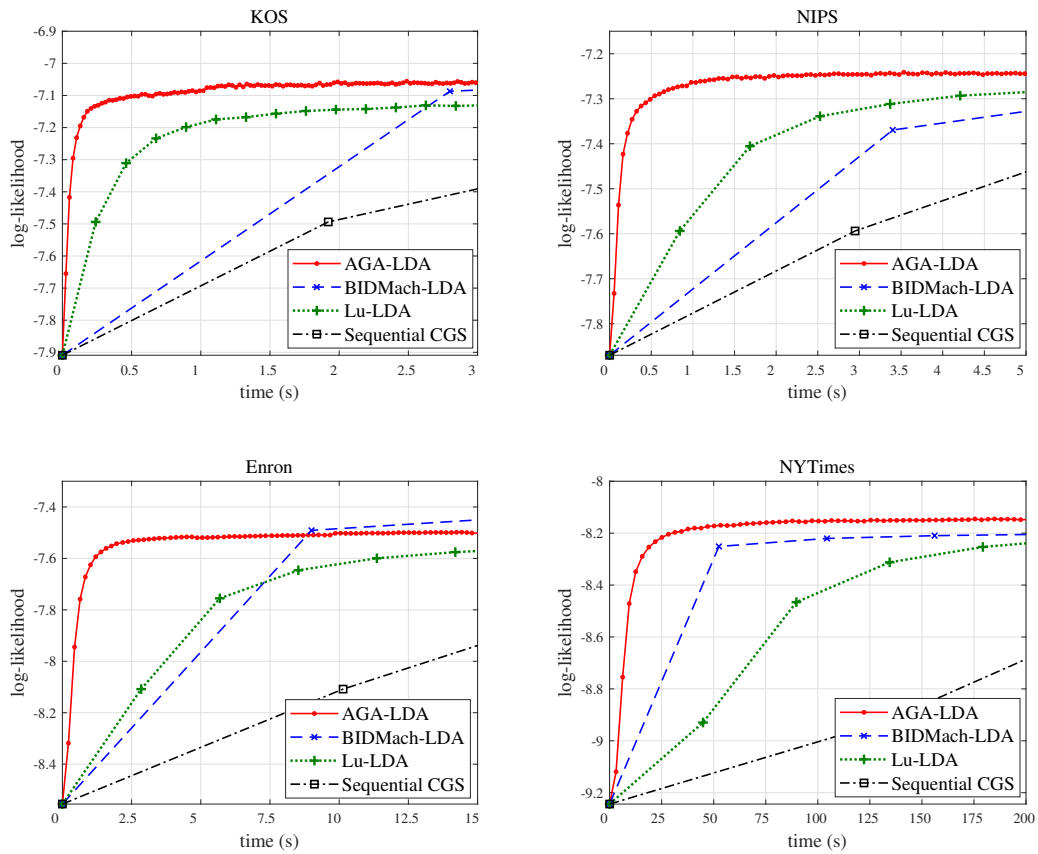 KOS
-6.9
-7
-7.1
-7.2
-7.3
-7.4
-7.5
-7.6
-7.7
-7.8
-7.9
log-likelihood
AGA-LDA
BIDMach-LDA
Lu-LDA
Sequential CGS
0 0.5 1 1.5 2 2.5 3
time (s)
NIPS
-7.2
-7.3
-7.4
-7.5
-7.6
-7.7
-7.8
log-likelihood
AGA-LDA
BIDMach-LDA
Lu-LDA
Sequential CGS
0 0.5 1 1.5 2 2.5 3 3.5 4 4.5 5
time (s)
Enron
-7.4
-7.6
-7.8
-8
-8.2
-8.4
log-likelihood
AGA-LDA
BIDMach-LDA
Lu-LDA
Sequential CGS
0 2.5 5 7.5 10 12.5 15
time (s)
NYTimes
-8
-8.2
-8.4
-8.6
-8.8
-9
-9.2
log-likelihood
AGA-LDA
BIDMach-LDA
Lu-LDA
Sequential CGS
0 25 50 75 100 125 150 175 200
time (s)